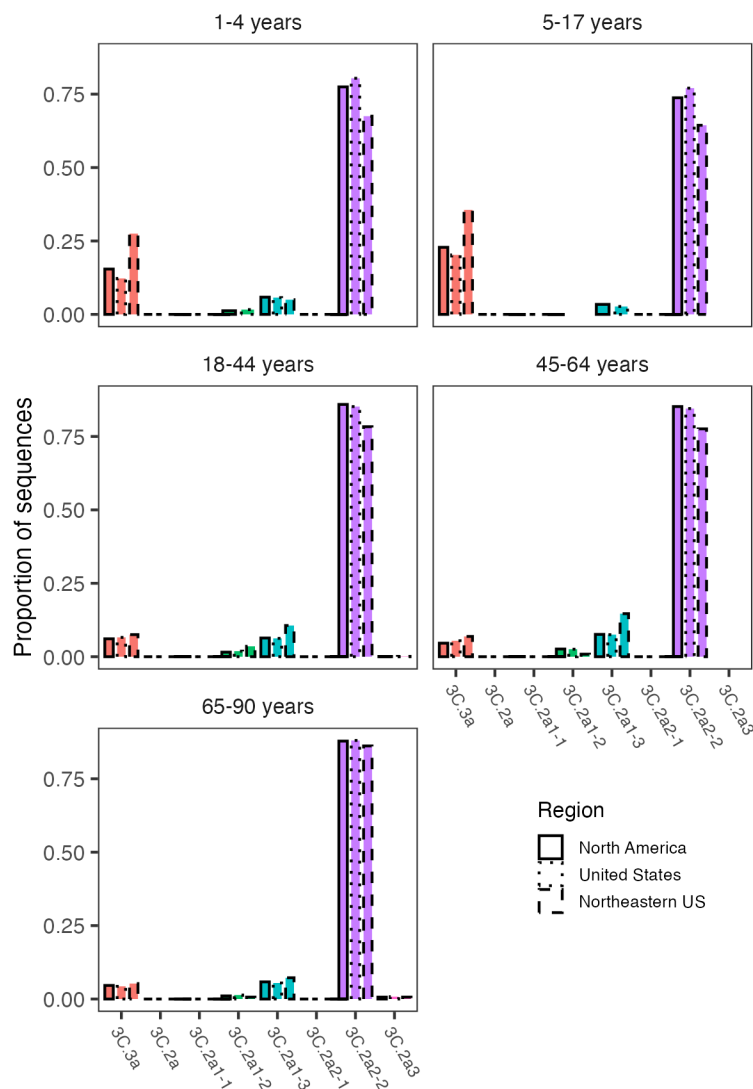 1-4 years
5-17 years
0.75
0.50
0.25
0.00
18-44 years
45-64 years
Proportion of sequences
0.75
0.50
0.25
0.00
3C.3a
3C.2a
3C.2a1-1
3C.2a1-2
3C.2a1-3
3C.2a2-1
3C.2a2-2
3C.2a3
65-90 years
0.75
0.50
0.25
0.00
3C.3a
3C.2a
3C.2a1-1
3C.2a1-2
3C.2a1-3
3C.2a2-1
3C.2a2-2
3C.2a3
Region
North America
United States
Northeastern US